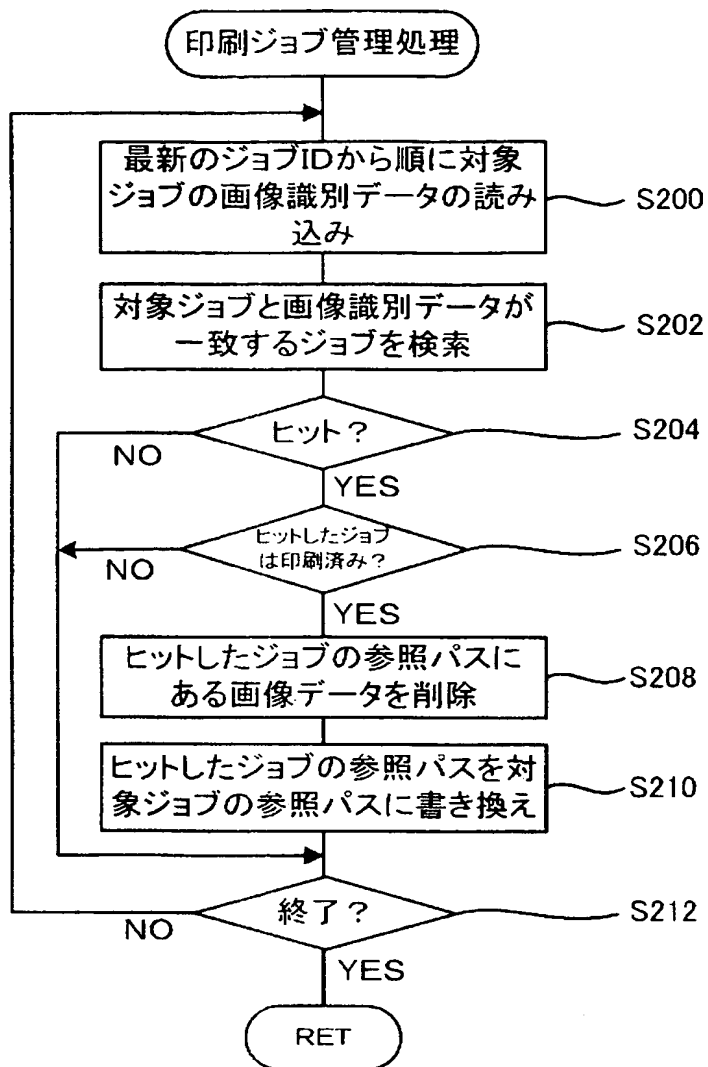 印刷ジョブ管理処理
最新のジョブIDから順に対象
ジョブの画像識別データの読み
込み
S200
対象ジョブと画像識別データが
一致するジョブを検索
S202
ヒット?
S204
NO
YES
ヒットしたジョブ
は印刷済み?
S206
NO
YES
ヒットしたジョブの参照パスに
ある画像データを削除
S208
ヒットしたジョブの参照パスを対
象ジョブの参照パスに書き換え
S210
終了?
S212
NO
YES
RET